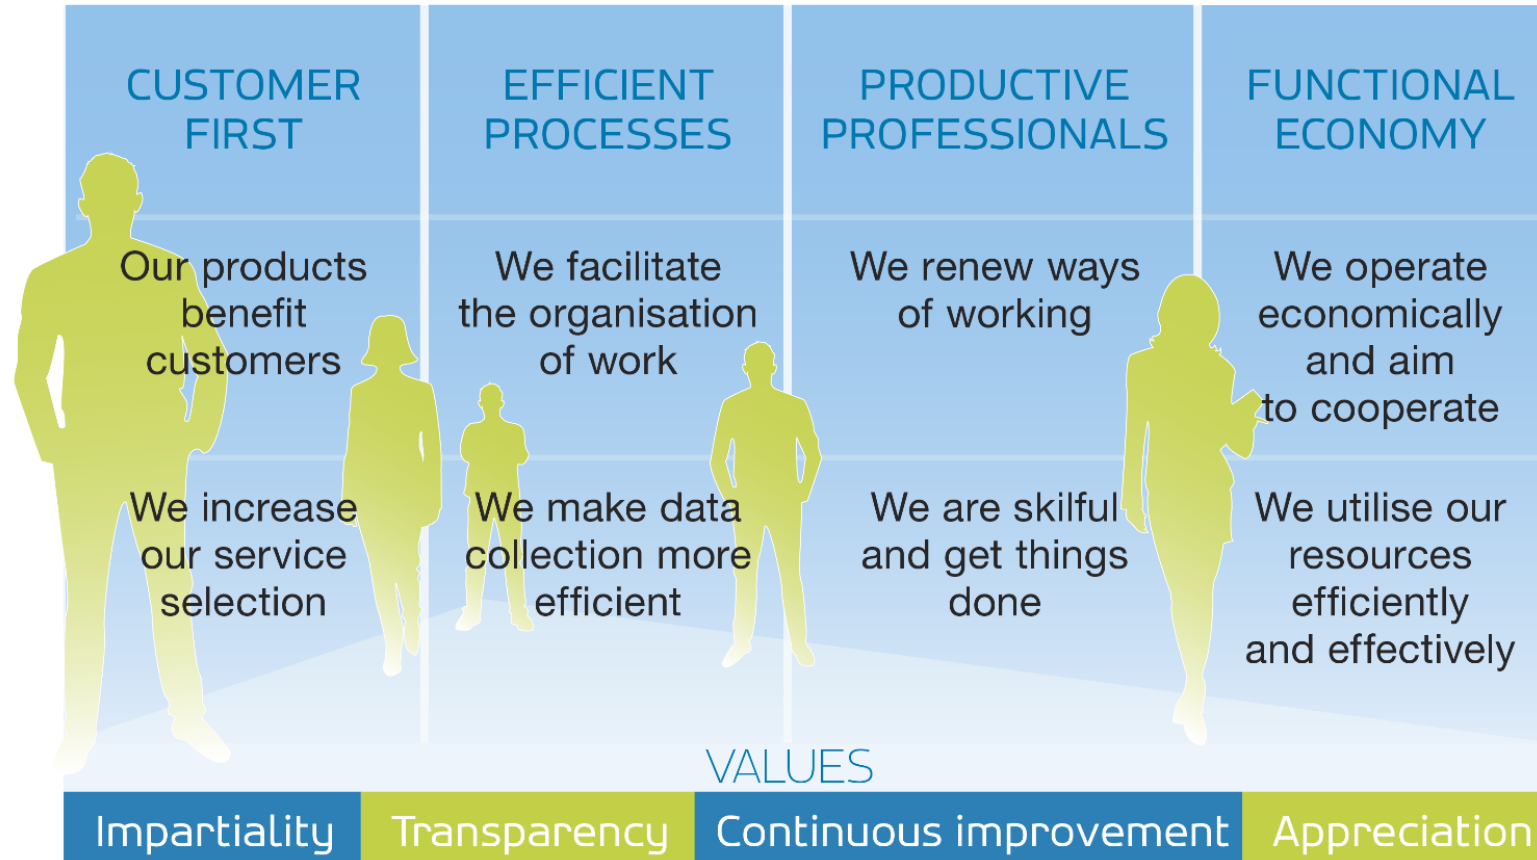 CUSTOMER
FIRST
EFFICIENT
PROCESSES
PRODUCTIVE
PROFESSIONALS
FUNCTIONAL
ECONOMY
Our products
benefit
customers
We facilitate
the organisation
of work
We renew ways
of working
We operate
economically
and aim
to cooperate
We increase
our service
selection
We make data
collection more
efficient
We are skilful
and get things
done
We utilise our
resources
efficiently
and effectively
VALUES
Impartiality
Transparency
Continuous improvement
Appreciation